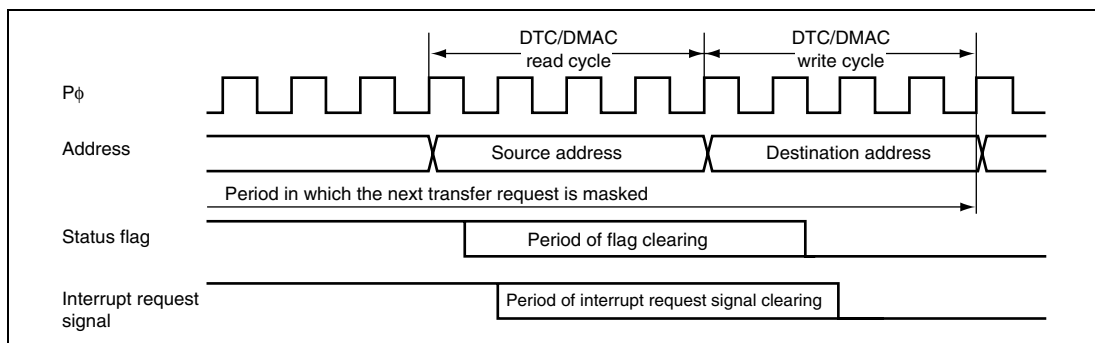 DTC/DMAC
read cycle
DTC/DMAC
write cycle
Pϕ
Address
Source address
Destination address
Period in which the next transfer request is masked
Status flag
Period of flag clearing
Interrupt request
signal
Period of interrupt request signal clearing